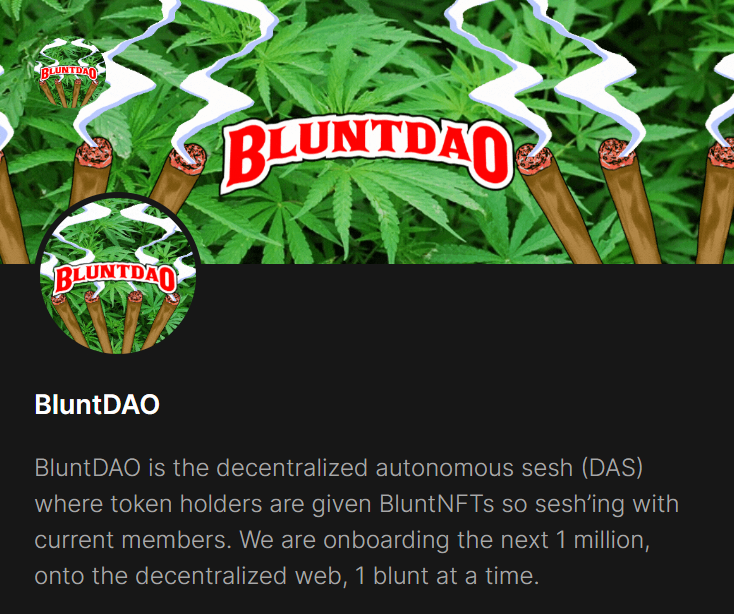 BLUNTDAO
BLUNTDAO
BLUNTDAO
BluntDAO
BluntDAO is the decentralized autonomous sesh (DAS)
where token holders are given BluntNFTs so sesh’ing with
current members. We are onboarding the next 1 million,
onto the decentralized web, 1 blunt at a time.